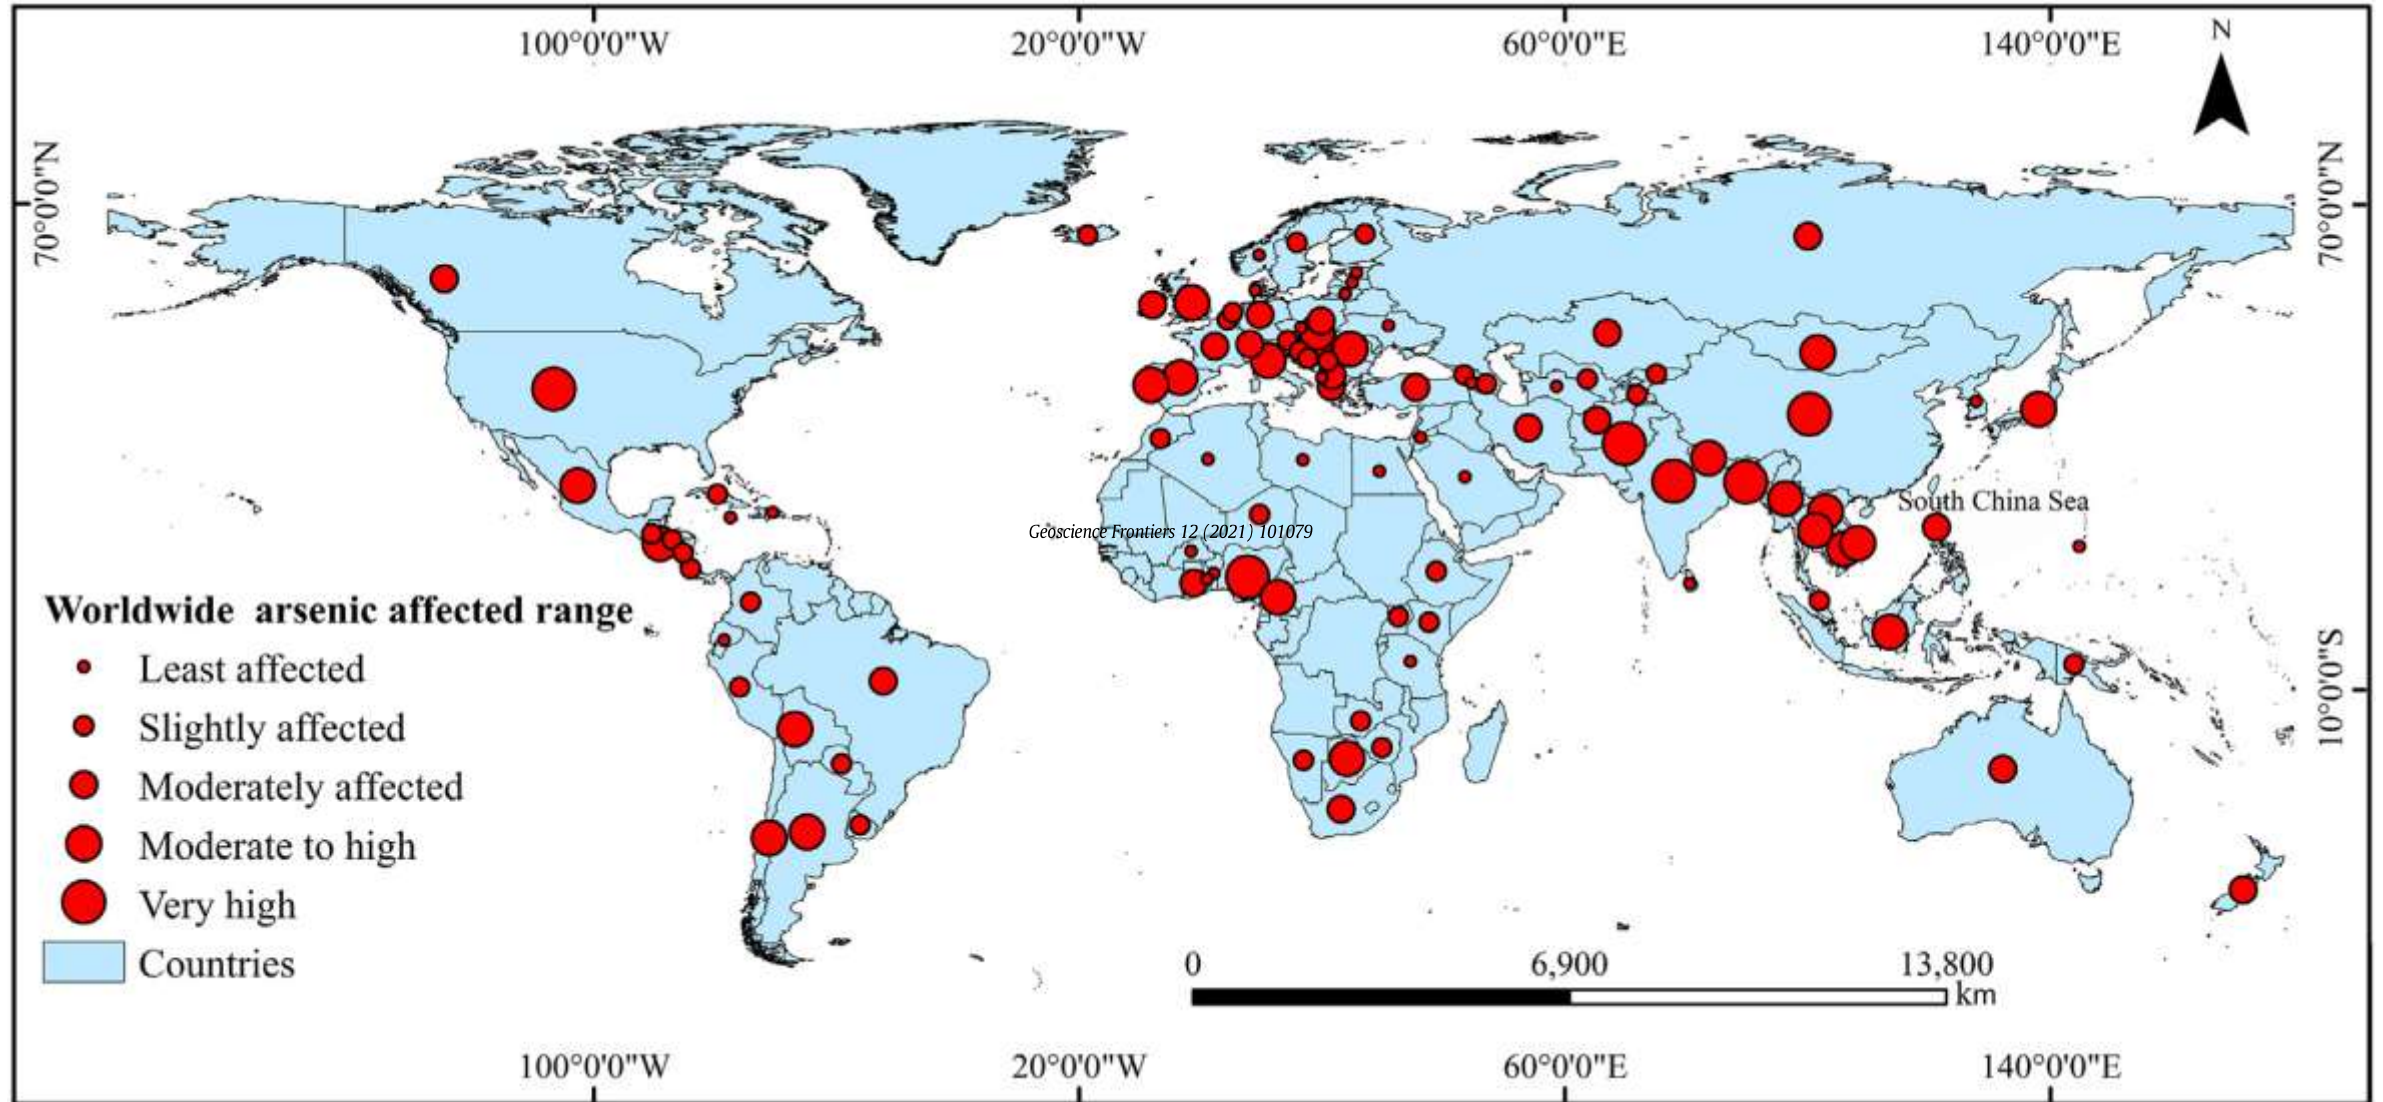 100°0'0"W 20°0'0"W 60°0'0"E 140°0'0"E
N
70°0'0"N
70°0'0"N
South China Sea
Geoscience Frontiers 12 (2021) 101079
Worldwide arsenic affected range
Least affected
Slightly affected
Moderately affected
Moderate to high
Very high
Countries
10°0'0"S
0 6,900 13,800
km
100°0'0"W 20°0'0"W 60°0'0"E 140°0'0"E